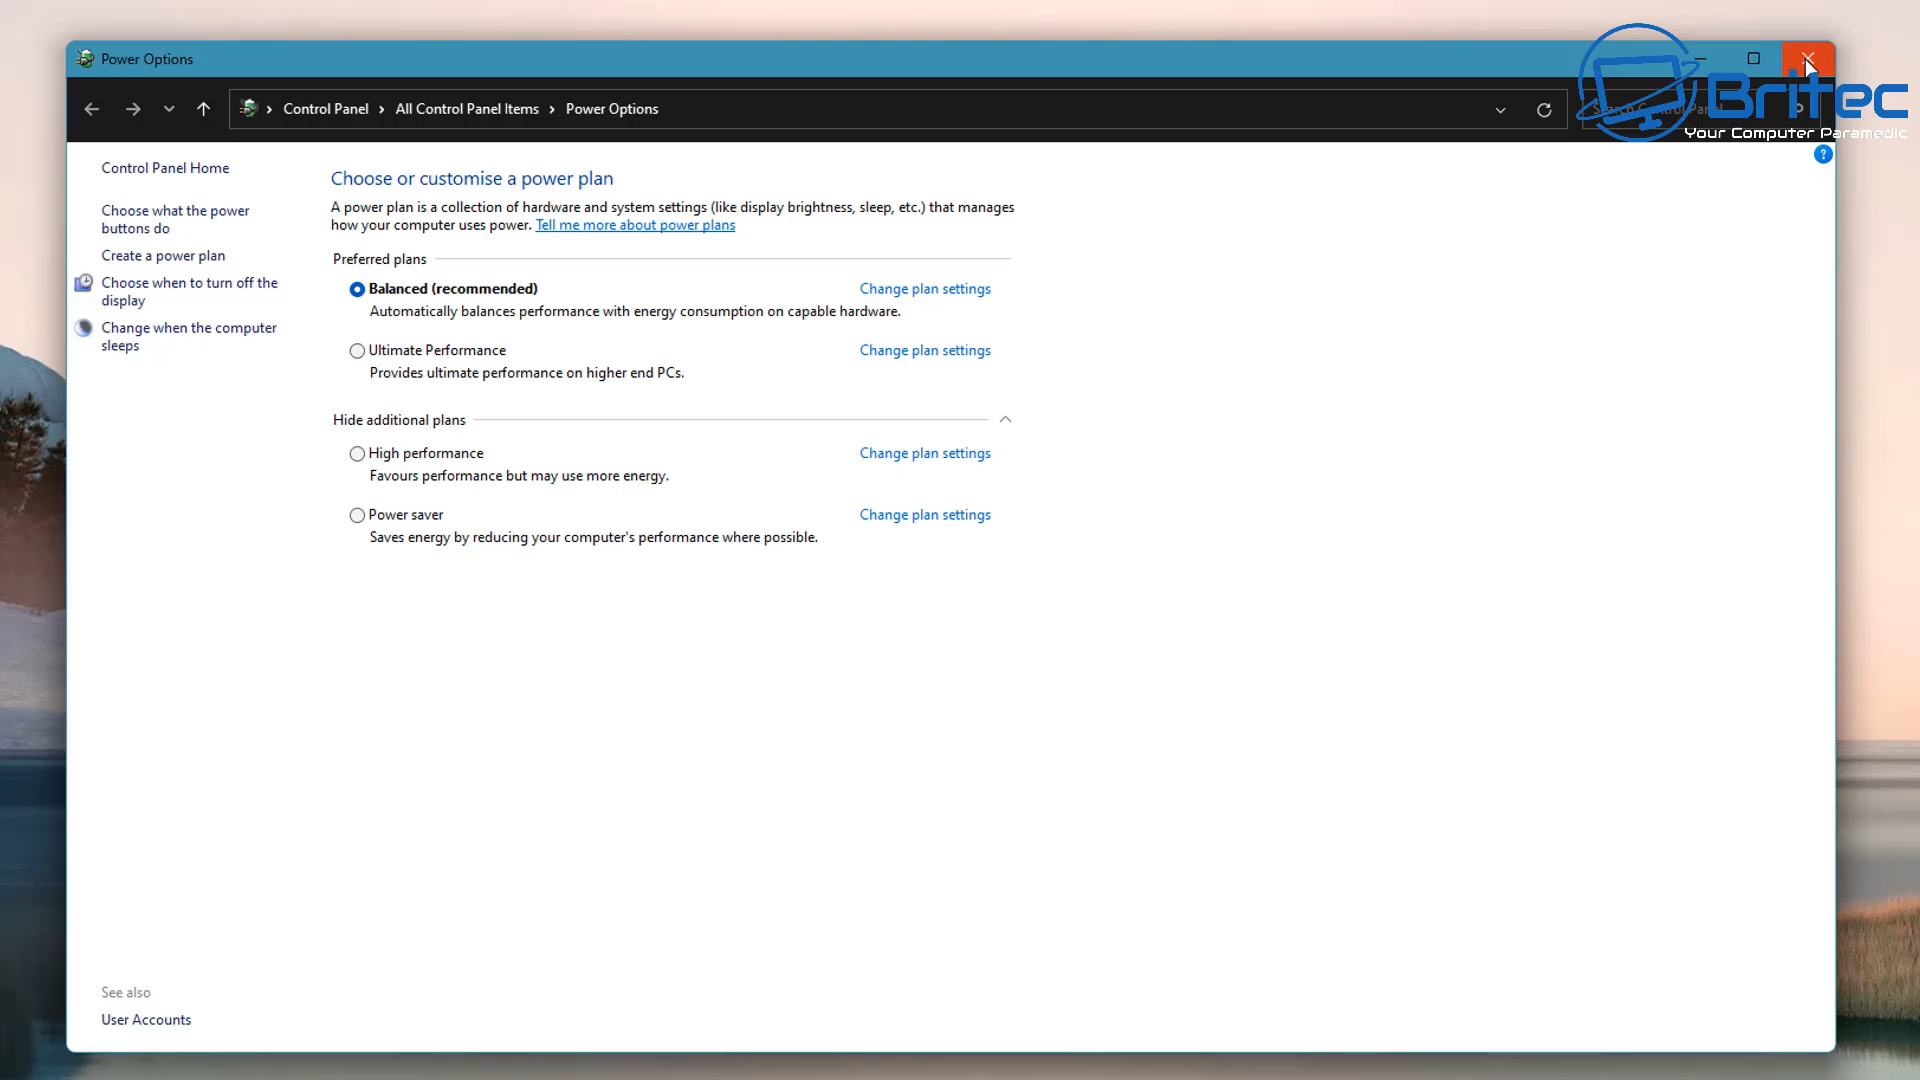 Power Options
Britec
Your Computer Paramedic
Control Panel > All Control Panel Items > Power Options
Search Control Panel
Control Panel Home
Choose what the power
buttons do
Create a power plan
Choose when to turn off the
display
Change when the computer
sleeps
Choose or customise a power plan
A power plan is a collection of hardware and system settings (like display brightness, sleep, etc.) that manages
how your computer uses power. Tell me more about power plans
Preferred plans
Balanced (recommended) Change plan settings
Automatically balances performance with energy consumption on capable hardware.
Ultimate Performance Change plan settings
Provides ultimate performance on higher end PCs.
Hide additional plans
High performance Change plan settings
Favours performance but may use more energy.
Power saver Change plan settings
Saves energy by reducing your computer's performance where possible.
See also
User Accounts